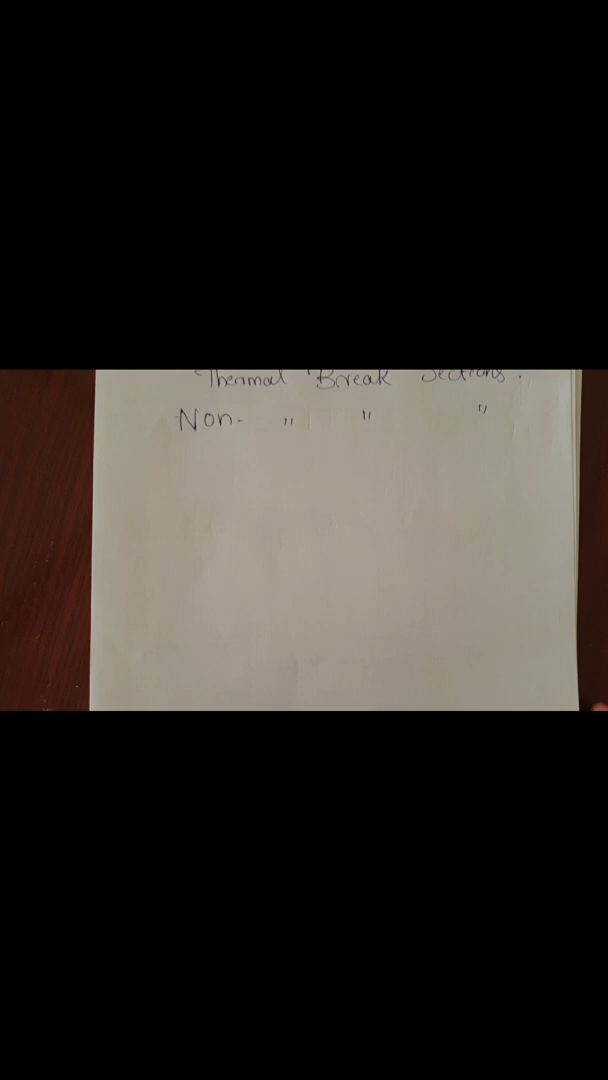 Thermal Break Sections.
Non- " " "